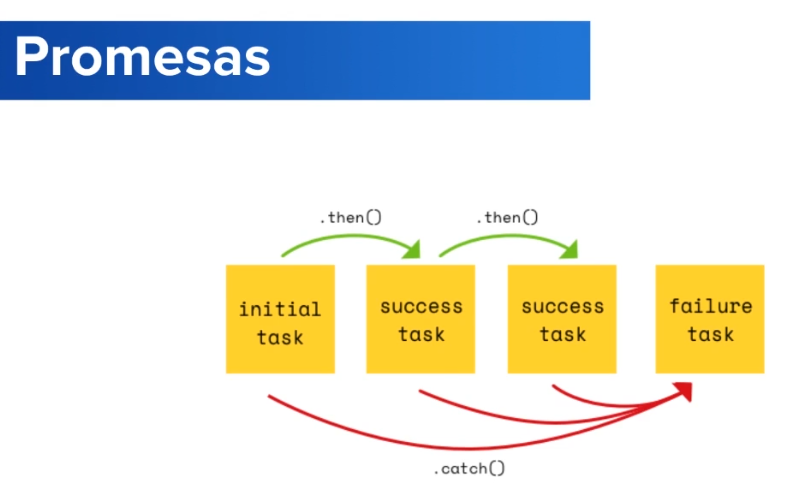 Promesas
.then()
.then()
initial
task
success
task
success
task
failure
task
.catch()